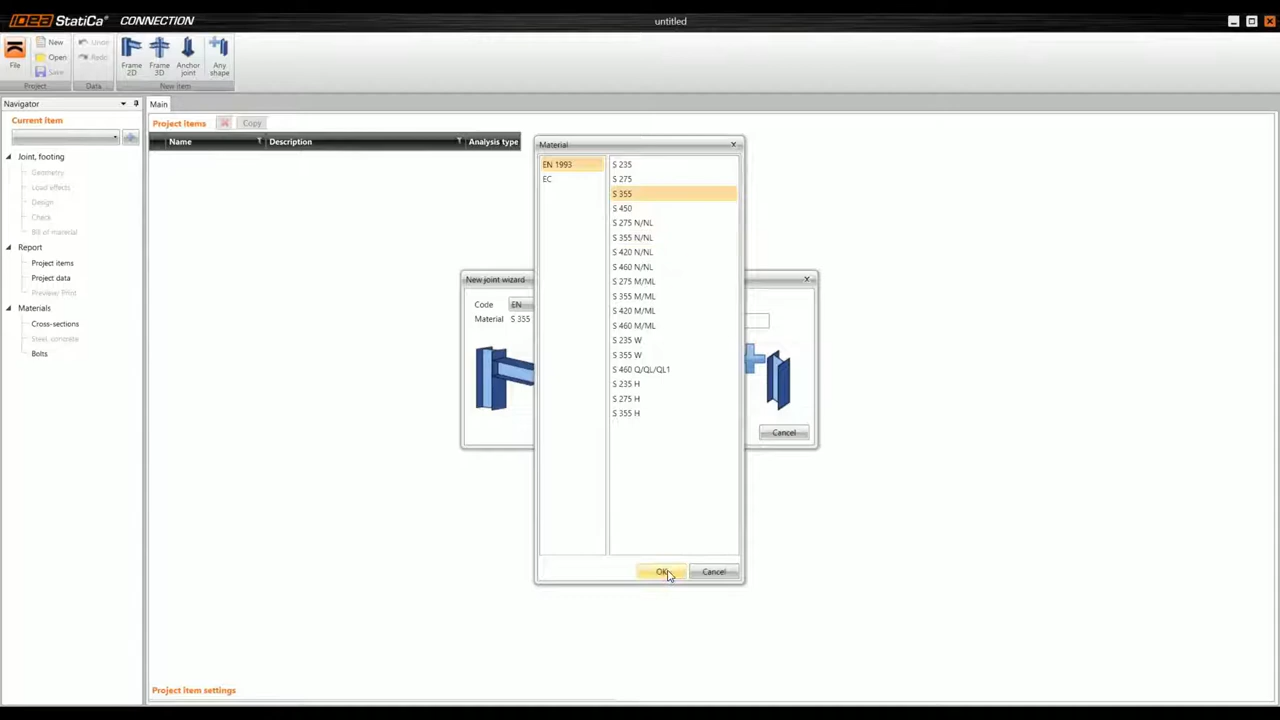 IDEA StatiCa® CONNECTION
untitled
File
New
Open
Save
Undo
Redo
Frame 2D
Frame 3D
Anchor joint
Any shape
Project
Data
New item
Navigator
Current item
Joint, footing
Geometry
Load effects
Design
Check
Bill of material
Report
Project items
Project data
Preview/ Print
Materials
Cross-sections
Steel, concrete
Bolts
Main
Project items
Copy
Name
Description
Analysis type
New joint wizard
Code
EN
Material
S 355
Cancel
Material
EN 1993
EC
S 235
S 275
S 355
S 450
S 275 N/NL
S 355 N/NL
S 420 N/NL
S 460 N/NL
S 275 M/ML
S 355 M/ML
S 420 M/ML
S 460 M/ML
S 235 W
S 355 W
S 460 Q/QL/QL1
S 235 H
S 275 H
S 355 H
OK
Cancel
Project item settings